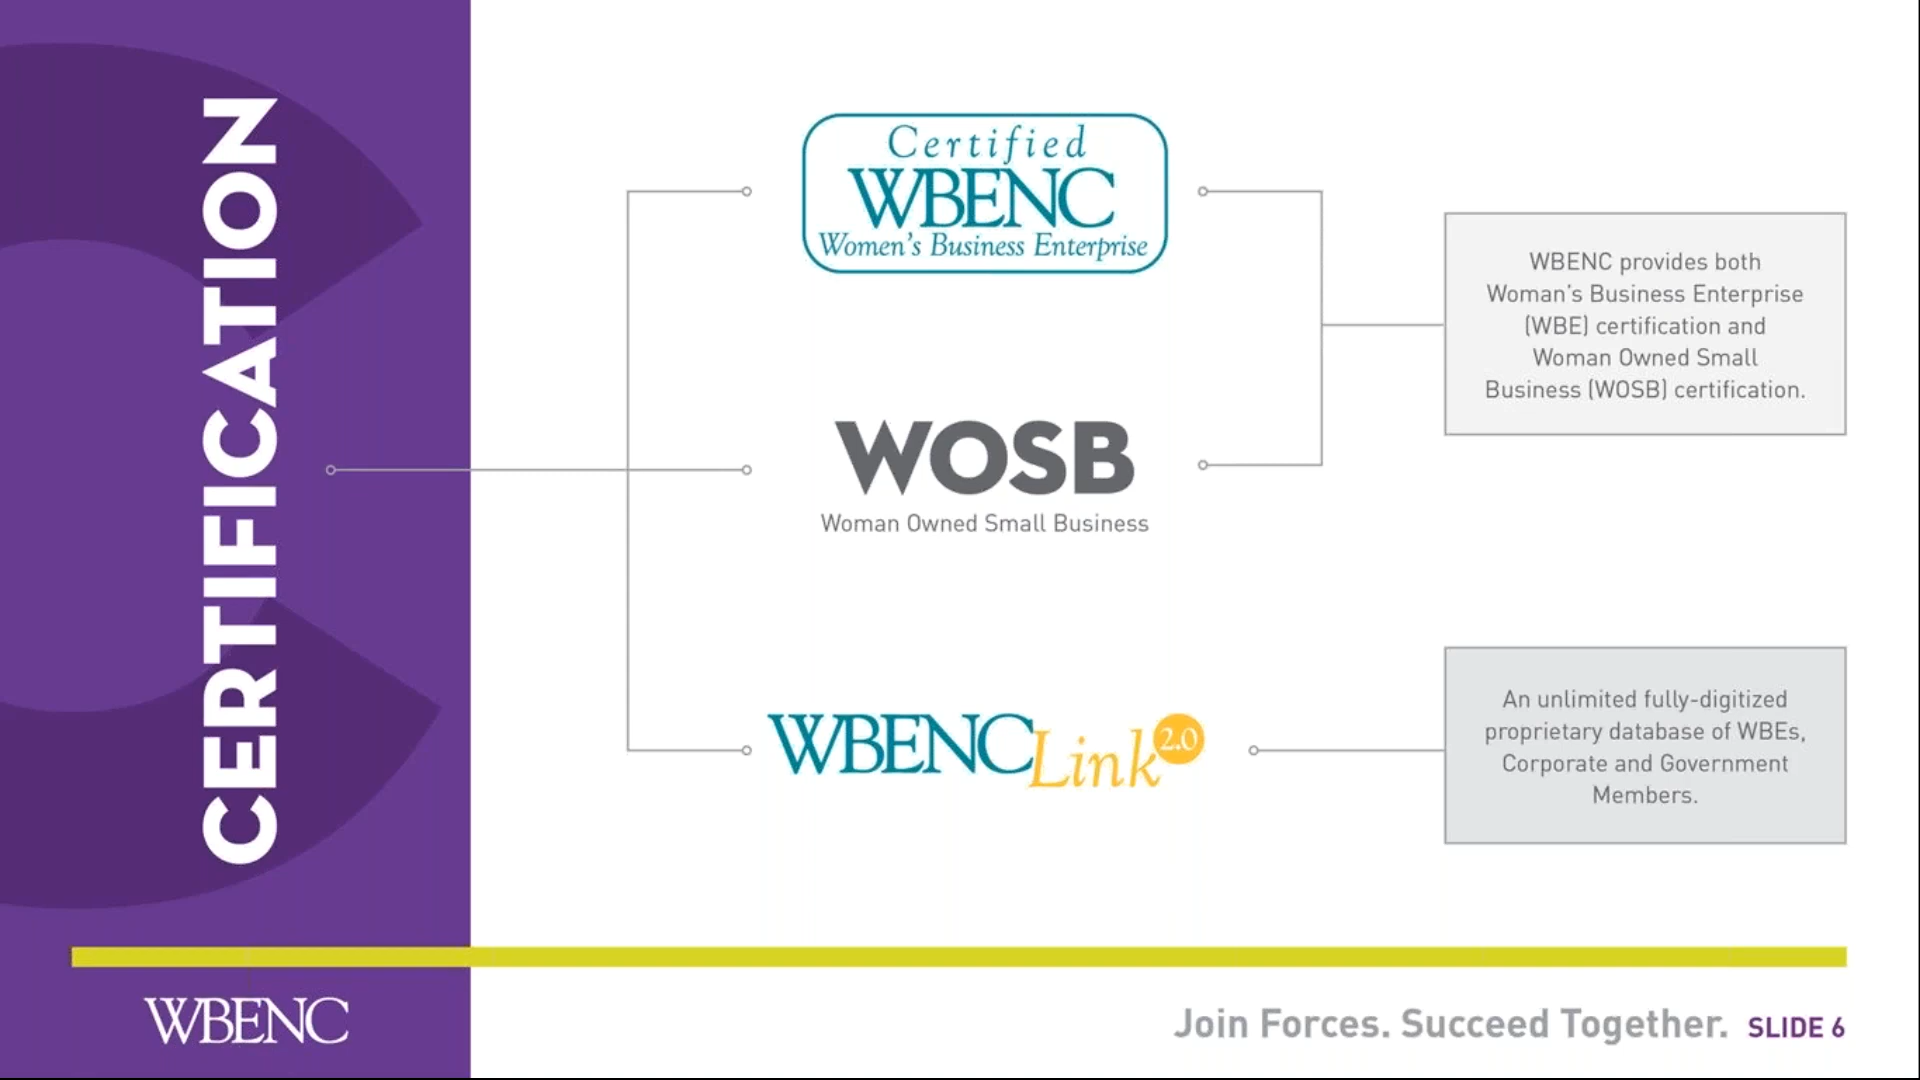 CERTIFICATION
Certified
WBENC
Women's Business Enterprise
WOSB
Woman Owned Small Business
WBENCLink 2.0
WBENC provides both
Woman's Business Enterprise
(WBE) certification and
Woman Owned Small
Business (WOSB) certification.
An unlimited fully-digitized
proprietary database of WBEs,
Corporate and Government
Members.
WBENC
Join Forces. Succeed Together. SLIDE 6